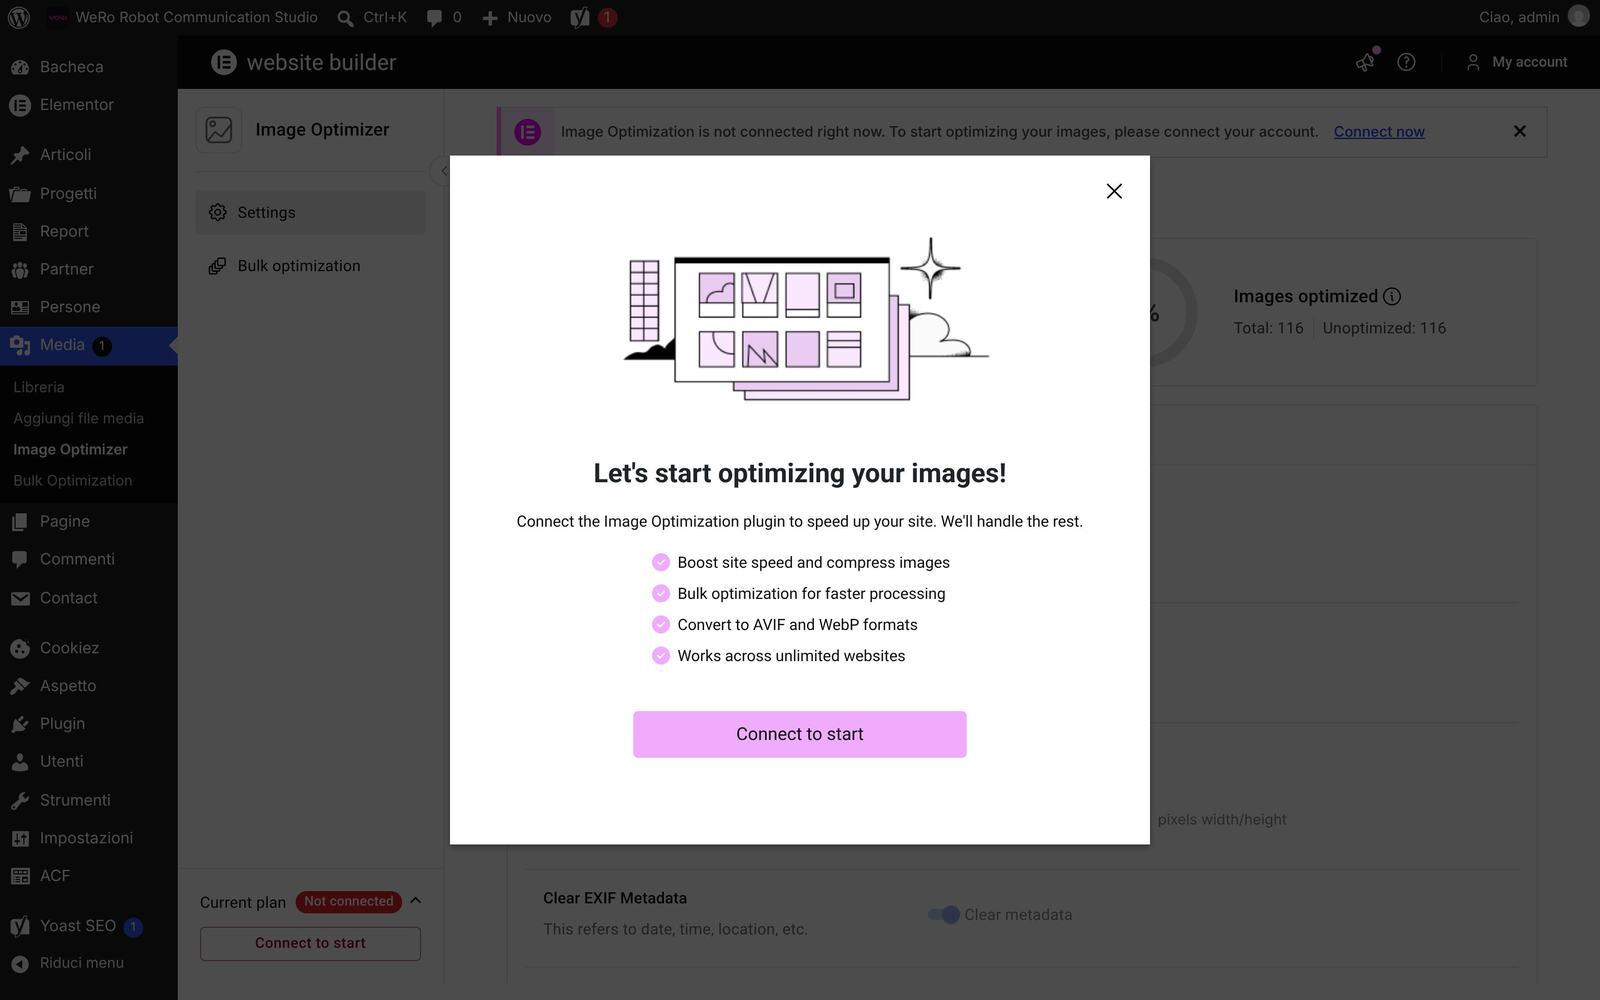 WeRo Robot Communication Studio
Ctrl+K
0
Nuovo
1
Ciao, admin
website builder
My account
Bacheca
Elementor
Articoli
Progetti
Report
Partner
Persone
Media 1
Libreria
Aggiungi file media
Image Optimizer
Bulk Optimization
Pagine
Commenti
Contact
Cookiez
Aspetto
Plugin
Utenti
Strumenti
Impostazioni
ACF
Yoast SEO 1
Riduci menu
Image Optimizer
Settings
Bulk optimization
Current plan Not connected
Connect to start
Image Optimization is not connected right now. To start optimizing your images, please connect your account. Connect now
%
Images optimized
Total: 116 Unoptimized: 116
Let's start optimizing your images!
Connect the Image Optimization plugin to speed up your site. We'll handle the rest.
Boost site speed and compress images
Bulk optimization for faster processing
Convert to AVIF and WebP formats
Works across unlimited websites
Connect to start
pixels width/height
Clear EXIF Metadata
This refers to date, time, location, etc.
Clear metadata